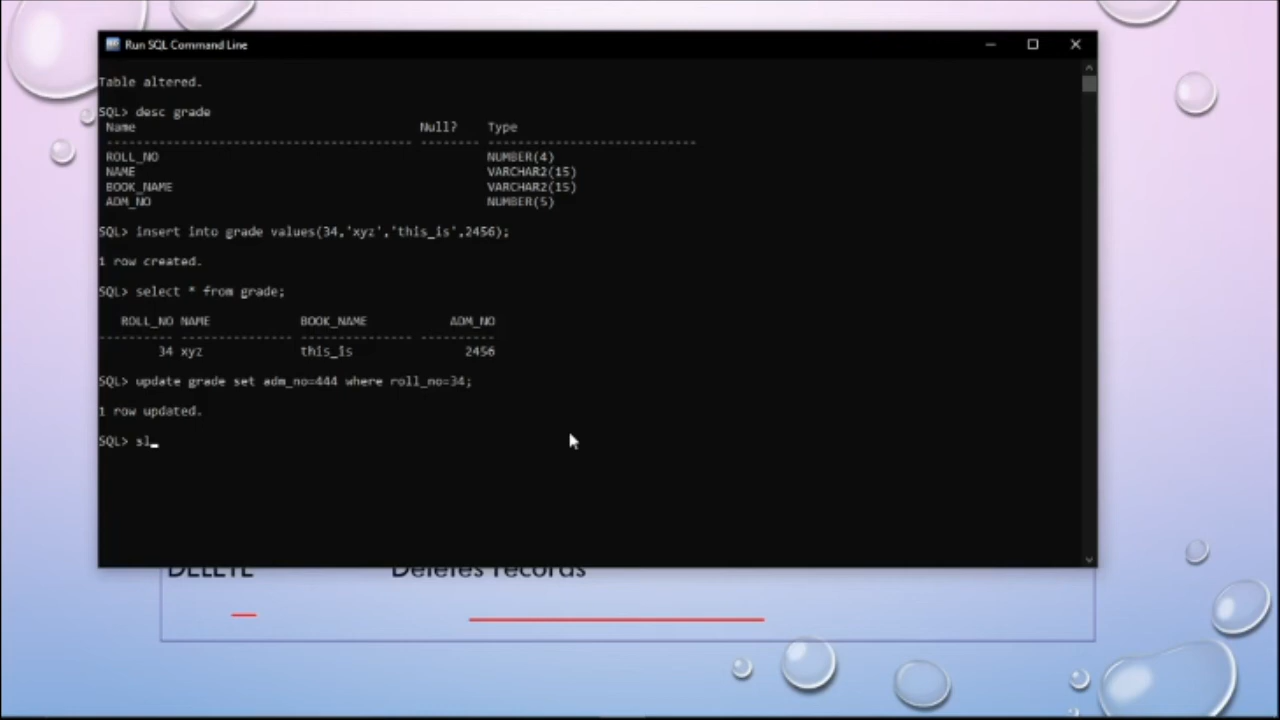 Run SQL Command Line
Table altered.
SQL> desc grade
Name Null? Type
----------------------------------------- -------- ----------------------------
ROLL_NO NUMBER(4)
NAME VARCHAR2(15)
BOOK_NAME VARCHAR2(15)
ADM_NO NUMBER(5)
SQL> insert into grade values(34,'xyz','this_is',2456);
1 row created.
SQL> select * from grade;
ROLL_NO NAME BOOK_NAME ADM_NO
---------- --------------- --------------- ----------
34 xyz this_is 2456
SQL> update grade set adm_no=444 where roll_no=34;
1 row updated.
SQL> sl_
DELETE Deletes records